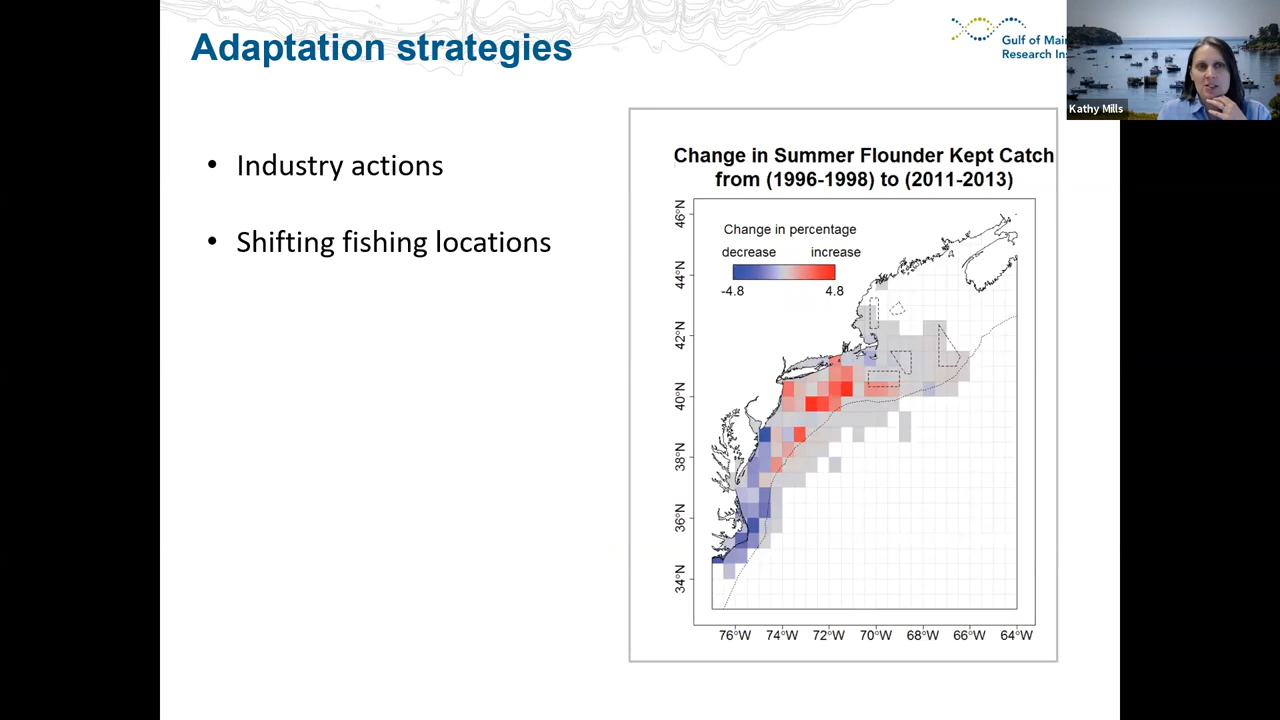 Adaptation strategies
Gulf of Mai
Research Ins
Kathy Mills
• Industry actions
• Shifting fishing locations
Change in Summer Flounder Kept Catch
from (1996-1998) to (2011-2013)
Change in percentage
decrease increase
-4.8 4.8
46°N
44°N
42°N
40°N
38°N
36°N
34°N
76°W 74°W 72°W 70°W 68°W 66°W 64°W